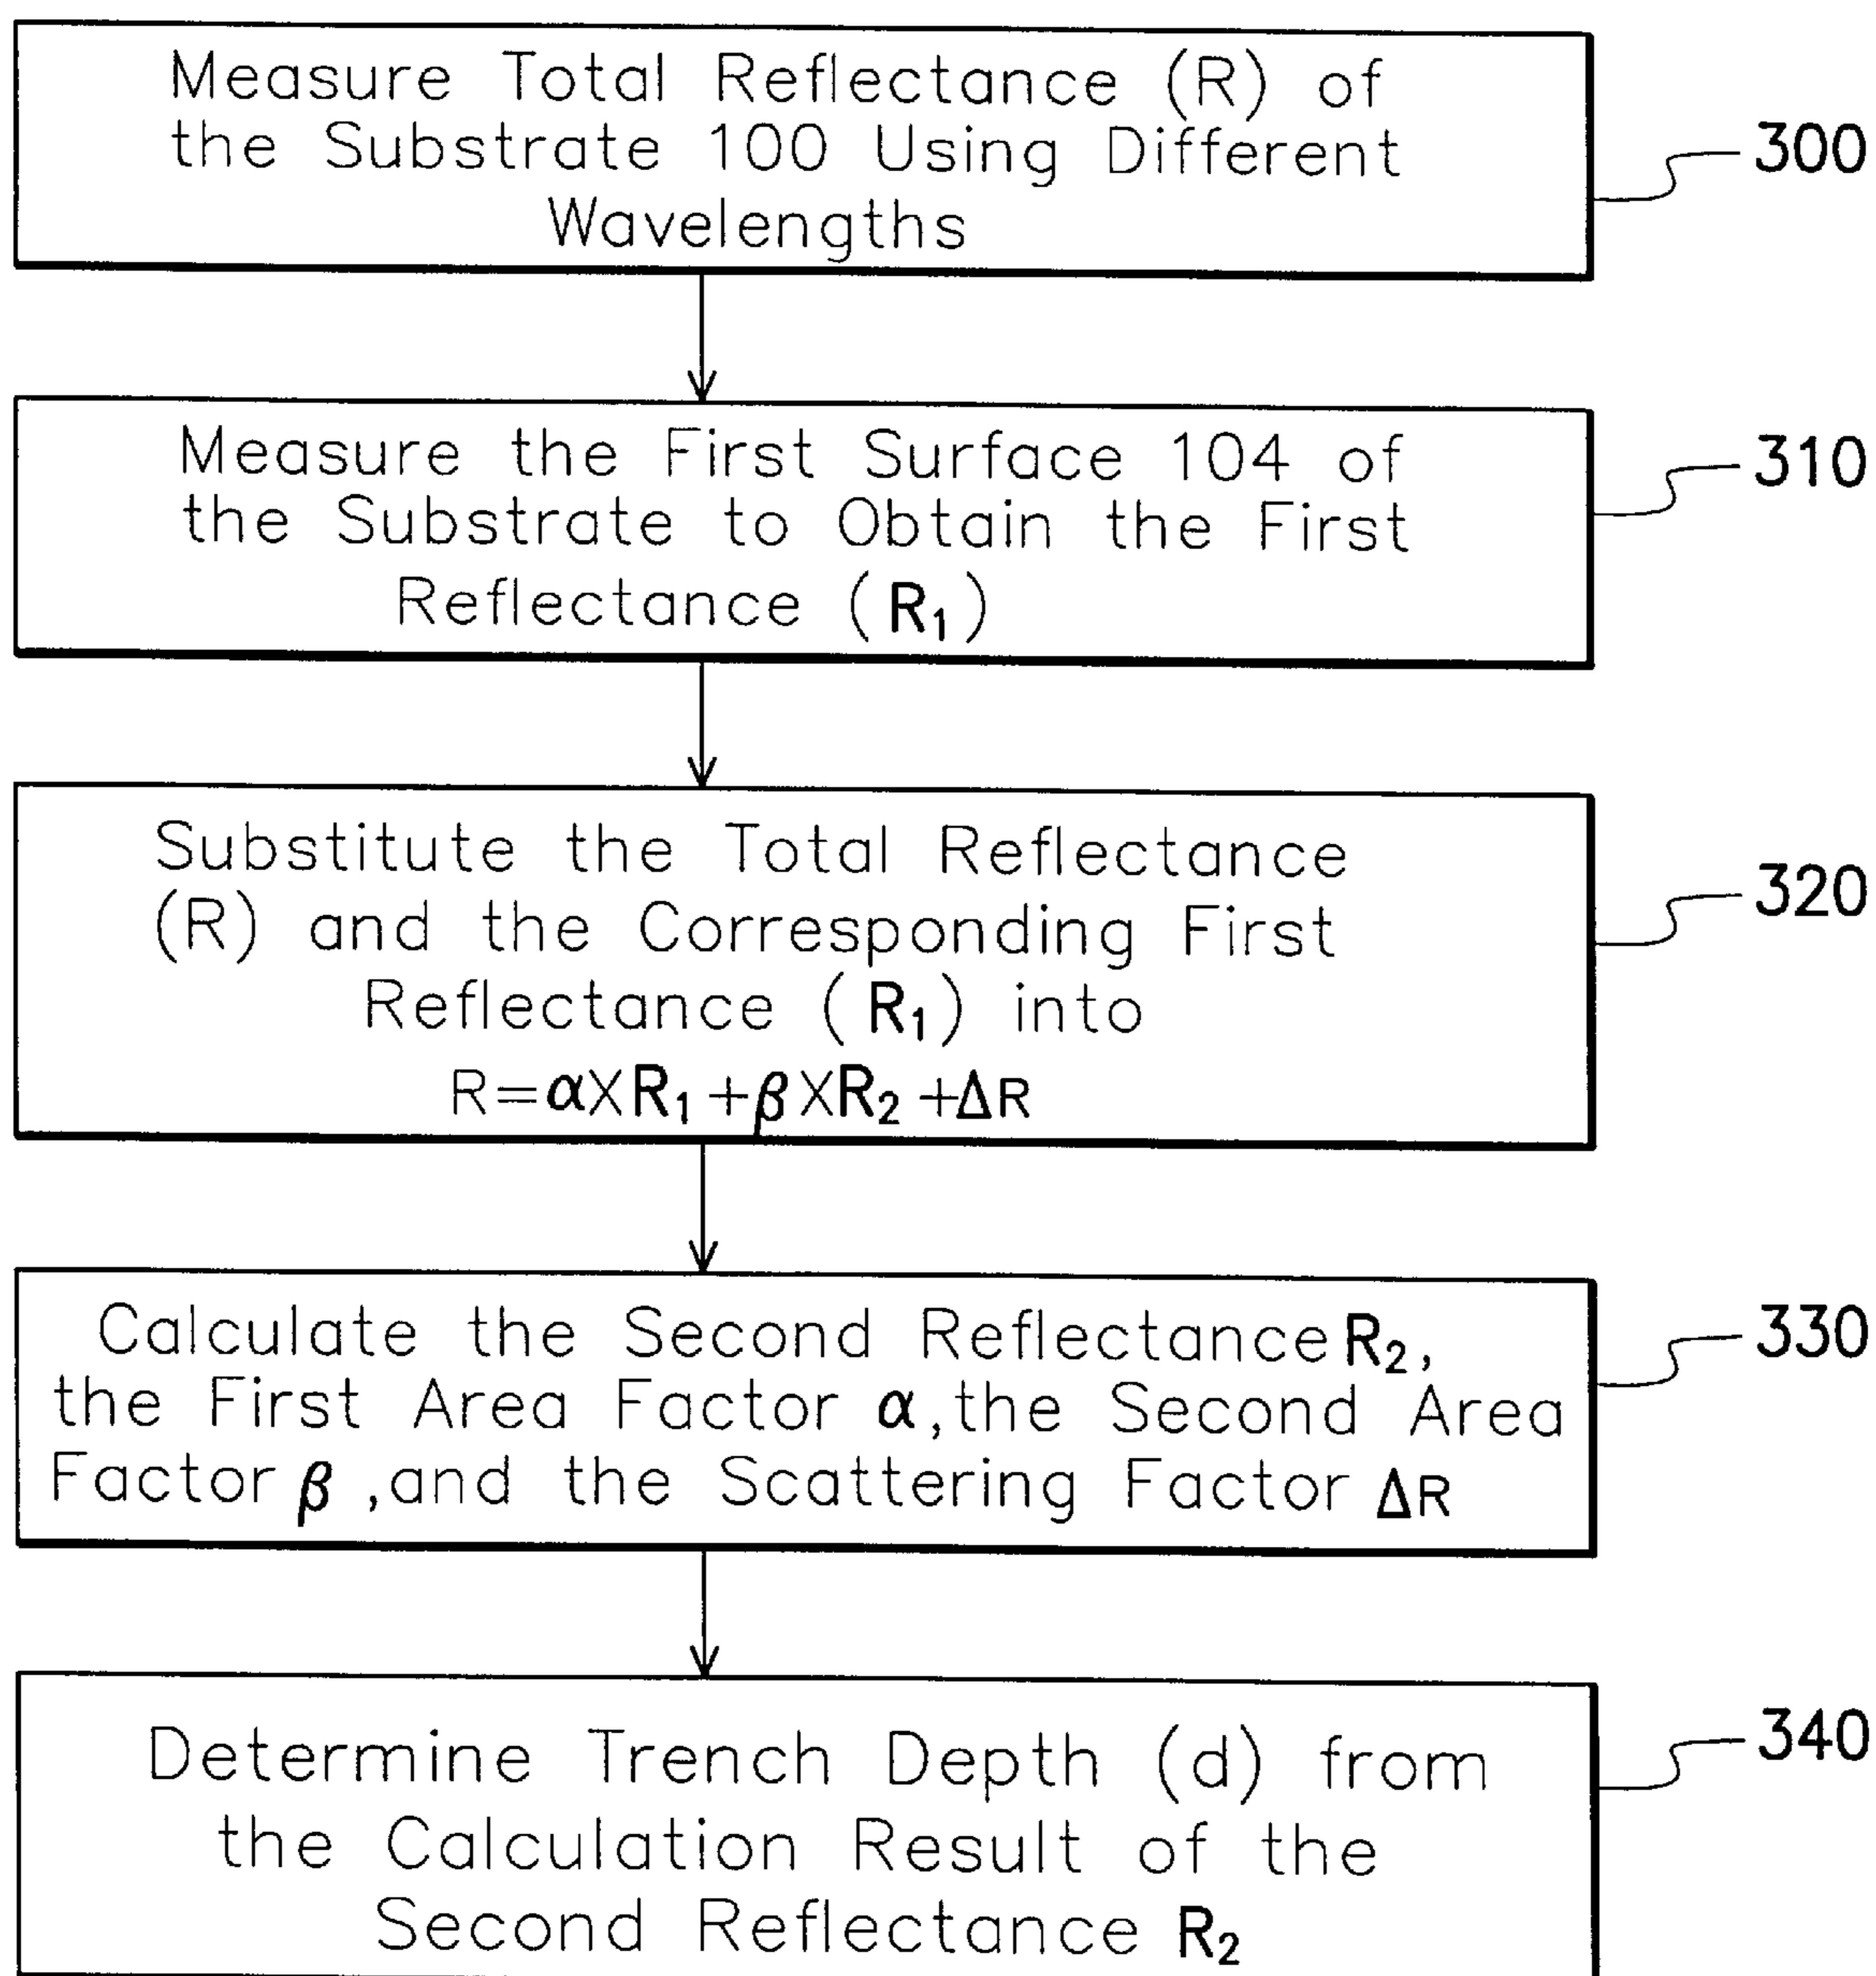 Measure Total Reflectance (R) of
the Substrate 100 Using Different
Wavelengths
300
Measure the First Surface 104 of
the Substrate to Obtain the First
Reflectance (R₁)
310
Substitute the Total Reflectance
(R) and the Corresponding First
Reflectance (R₁) into
R=αXR₁+βXR₂+ΔR
320
Calculate the Second Reflectance R₂,
the First Area Factor α,the Second Area
Factor β ,and the Scattering Factor ΔR
330
Determine Trench Depth (d) from
the Calculation Result of the
Second Reflectance R₂
340